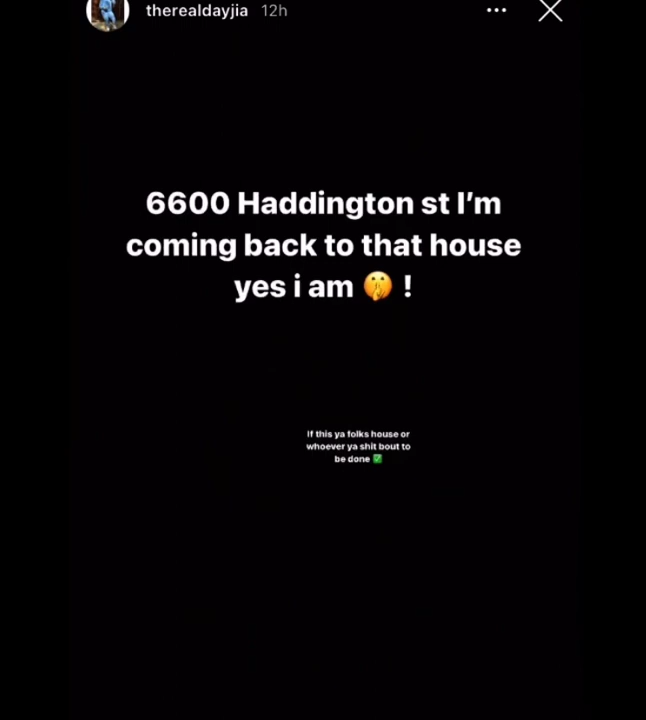 therealdayjia 12h
6600 Haddington st I'm
coming back to that house
yes i am 🤫 !
If this ya folks house or
whoever ya shit bout to
be done ✅